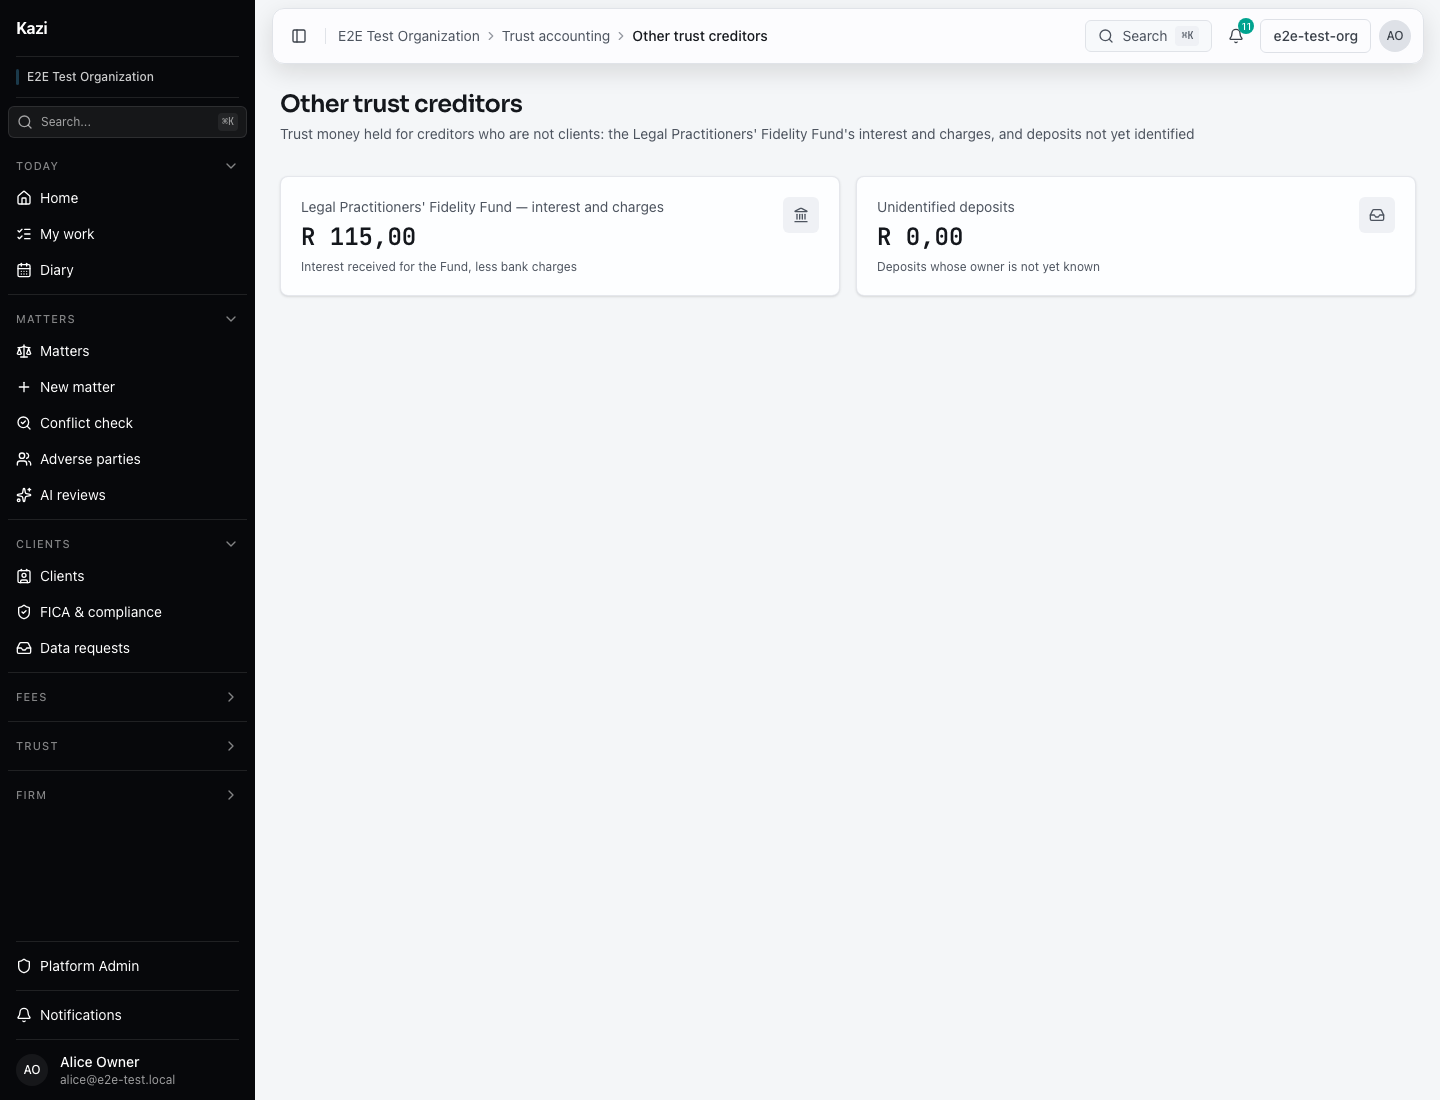 Kazi
E2E Test Organization
Search... ⌘K
TODAY
Home
My work
Diary
MATTERS
Matters
New matter
Conflict check
Adverse parties
AI reviews
CLIENTS
Clients
FICA & compliance
Data requests
FEES
TRUST
FIRM
Platform Admin
Notifications
AO Alice Owner
alice@e2e-test.local
E2E Test Organization > Trust accounting > Other trust creditors
Search ⌘K
11
e2e-test-org
AO
Other trust creditors
Trust money held for creditors who are not clients: the Legal Practitioners' Fidelity Fund's interest and charges, and deposits not yet identified
Legal Practitioners' Fidelity Fund — interest and charges
R 115,00
Interest received for the Fund, less bank charges
Unidentified deposits
R 0,00
Deposits whose owner is not yet known